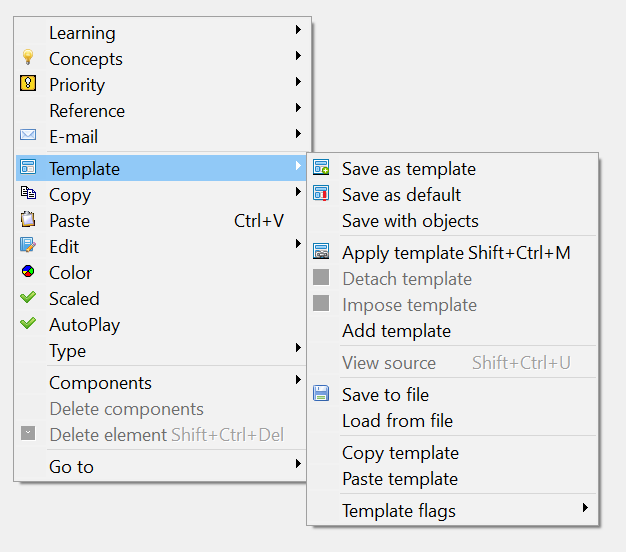 Learning
Concepts
Priority
Reference
E-mail
Template
Copy
Paste Ctrl+V
Edit
Color
Scaled
AutoPlay
Type
Components
Delete components
Delete element Shift+Ctrl+Del
Go to
Save as template
Save as default
Save with objects
Apply template Shift+Ctrl+M
Detach template
Impose template
Add template
View source Shift+Ctrl+U
Save to file
Load from file
Copy template
Paste template
Template flags